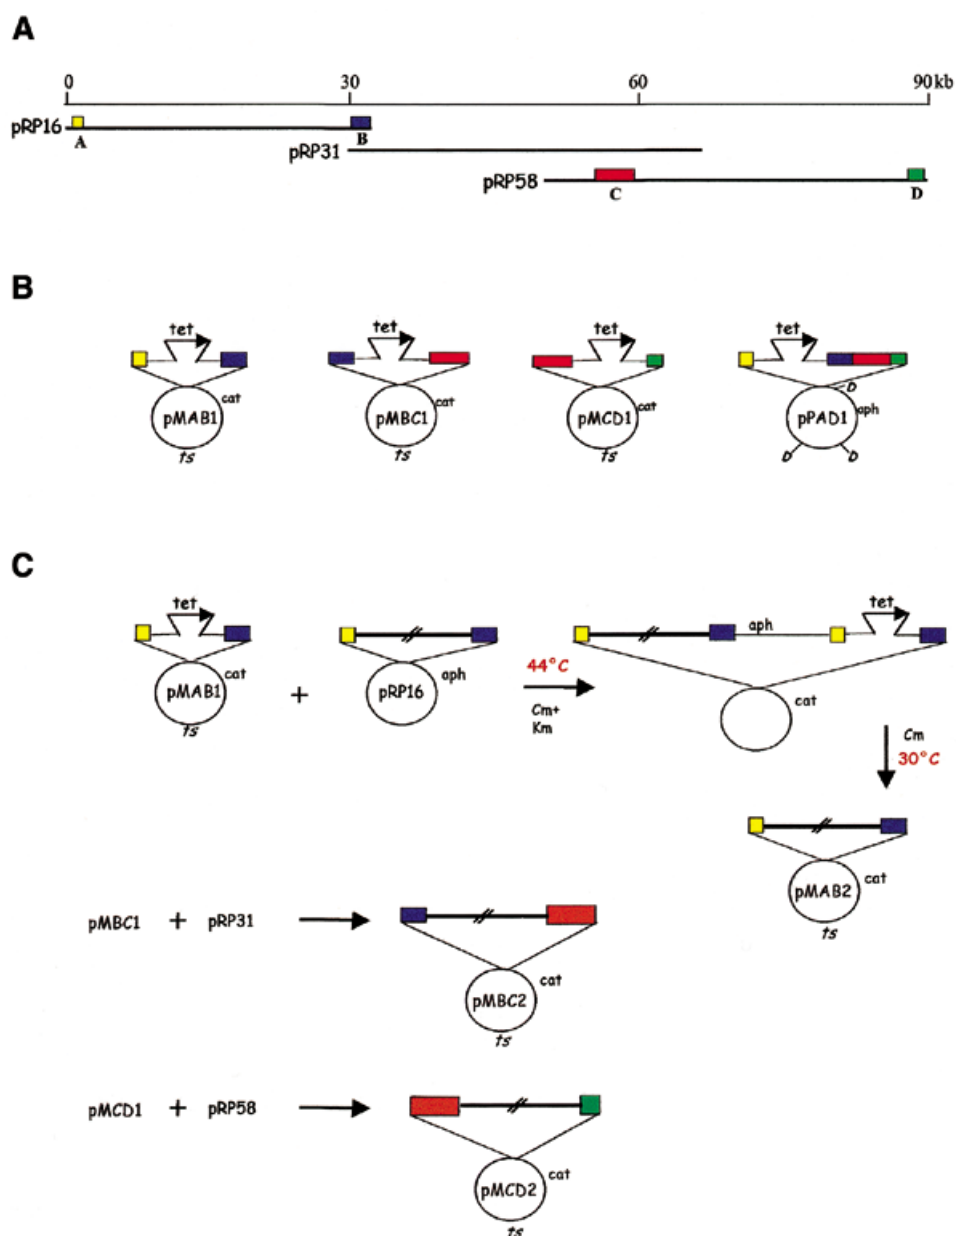 A
0 30 60 90kb
pRP16
A B
pRP31
pRP58
C D
B
tet tet tet tet
cat cat cat D
pMAB1 pMBC1 pMCD1 pPAD1 aph
ts ts ts D D
C
tet tet
aph
cat aph 44°C
pMAB1 + pRP16 cat
ts Cm+
Km
Cm
30°C
cat
pMAB2
ts
pMBC1 + pRP31
cat
pMBC2
ts
pMCD1 + pRP58
cat
pMCD2
ts